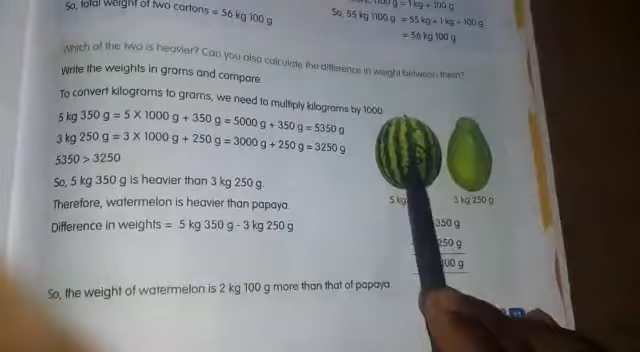 So, total weight of two cartons = 56 kg 100 g
1100 g = 1 kg + 100 g
So, 55 kg 1100 g = 55 kg + 1 kg + 100 g
= 56 kg 100 g
Which of the two is heavier? Can you also calculate the difference in weight between them?
Write the weights in grams and compare.
To convert kilograms to grams, we need to multiply kilograms by 1000.
5 kg 350 g = 5 X 1000 g + 350 g = 5000 g + 350 g = 5350 g
3 kg 250 g = 3 X 1000 g + 250 g = 3000 g + 250 g = 3250 g
5350 > 3250
So, 5 kg 350 g is heavier than 3 kg 250 g.
Therefore, watermelon is heavier than papaya.
Difference in weights = 5 kg 350 g - 3 kg 250 g
5 kg
3 kg 250 g
350 g
250 g
100 g
So, the weight of watermelon is 2 kg 100 g more than that of papaya.